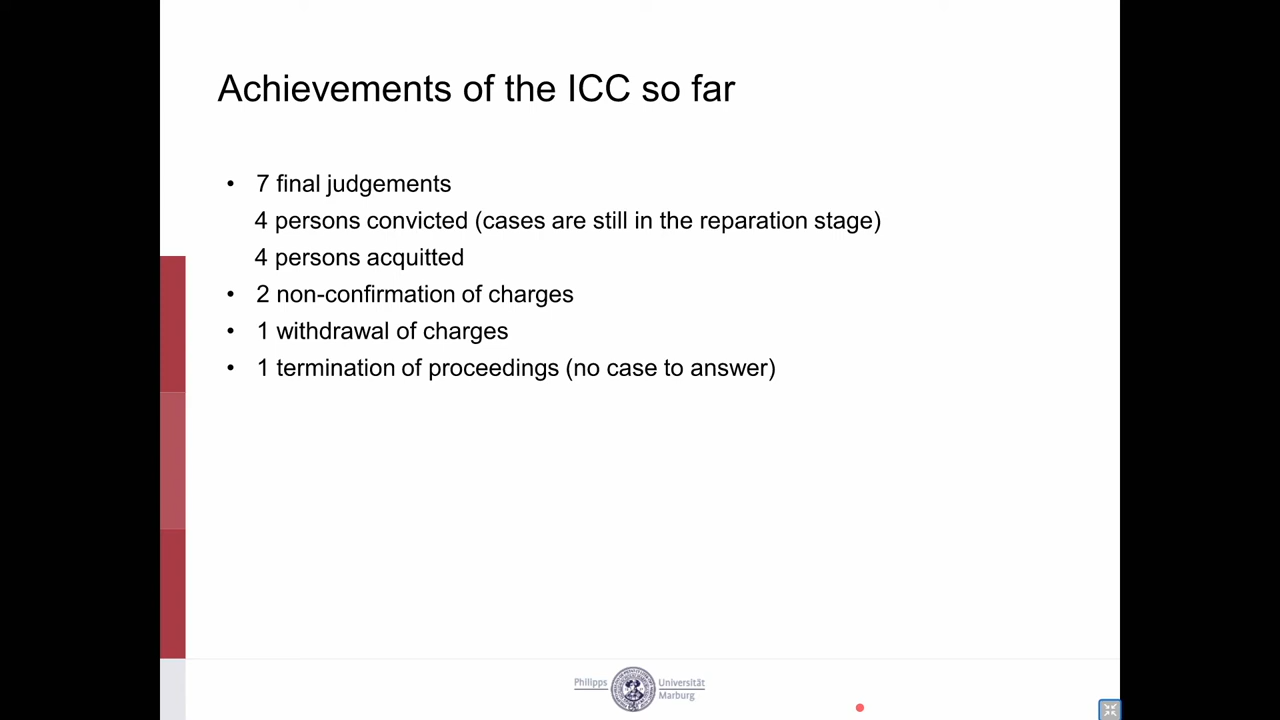 Achievements of the ICC so far
• 7 final judgements
4 persons convicted (cases are still in the reparation stage)
4 persons acquitted
• 2 non-confirmation of charges
• 1 withdrawal of charges
• 1 termination of proceedings (no case to answer)
Philipps Universität
Marburg